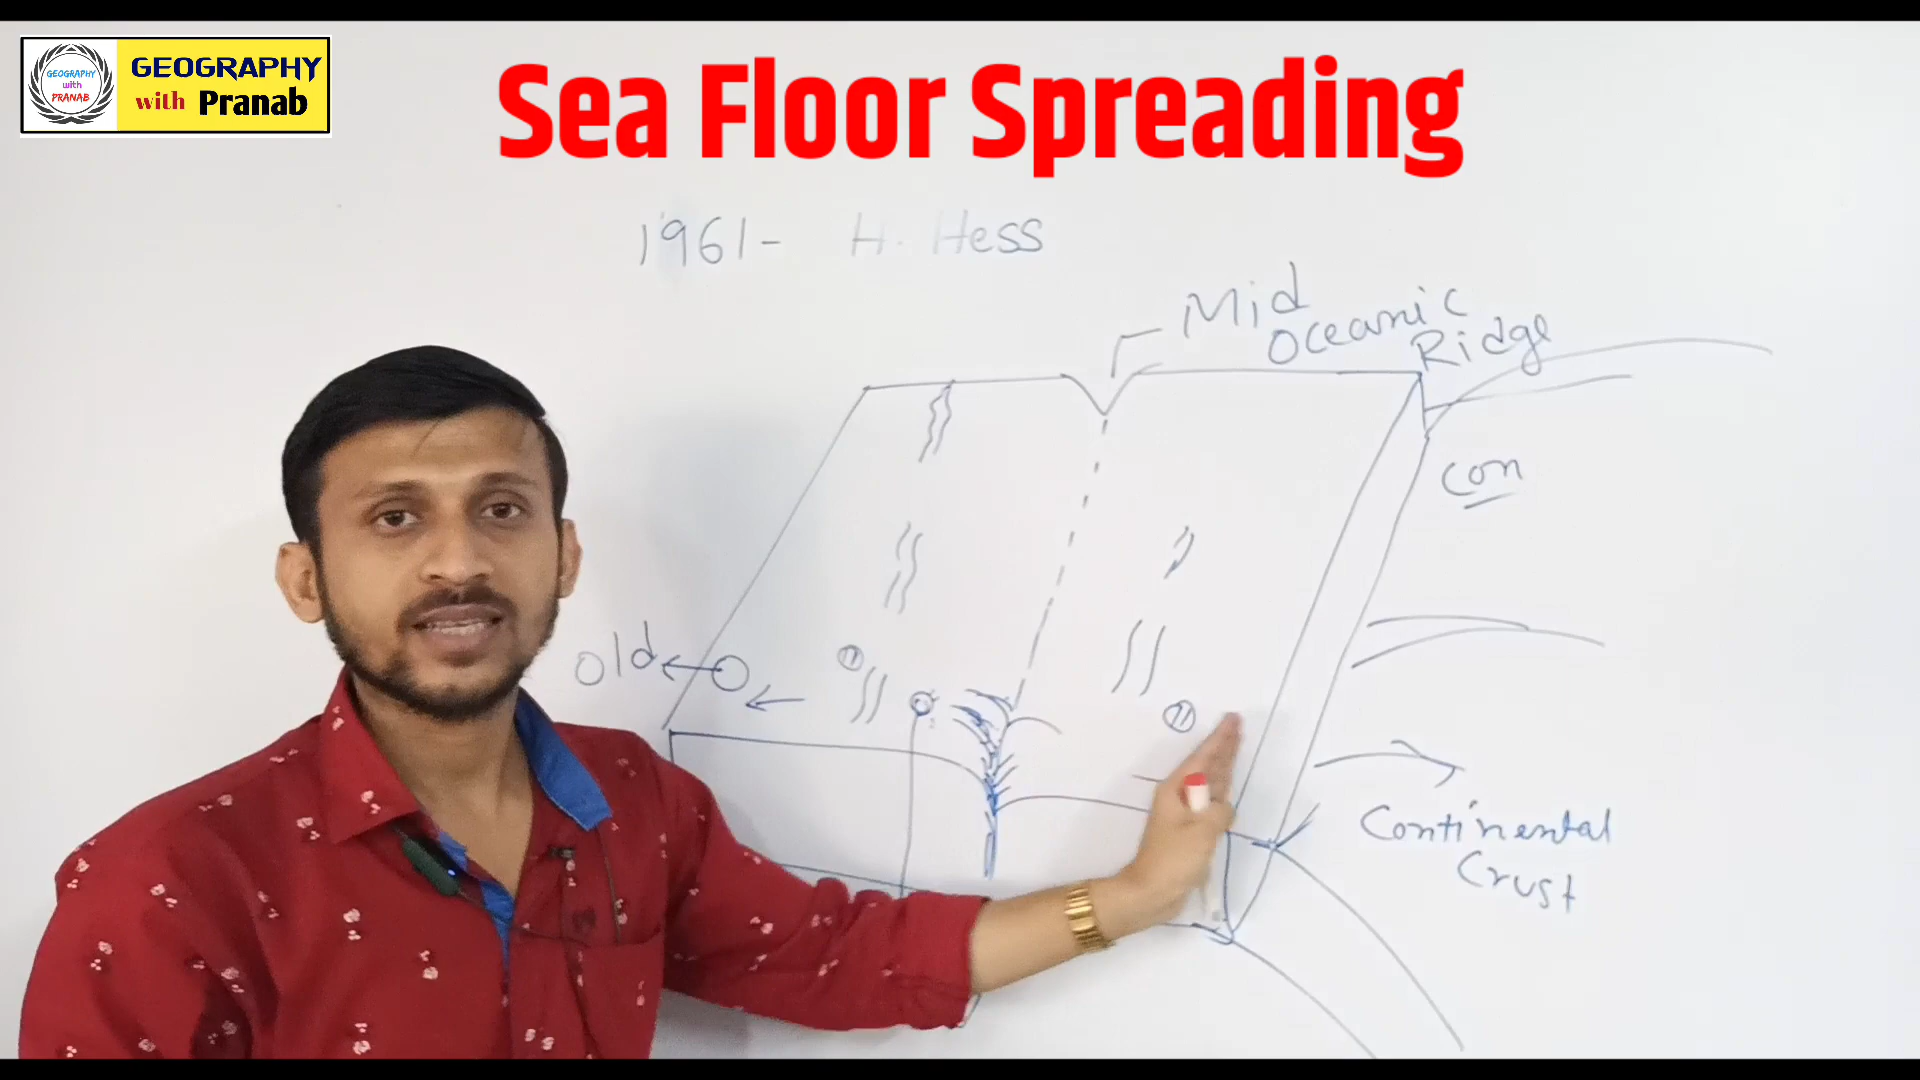 GEOGRAPHY
with
PRANAB
GEOGRAPHY
with Pranab
Sea Floor Spreading
1961- H. Hess
Mid
Oceanic
Ridge
Con
Old
Continental
Crust